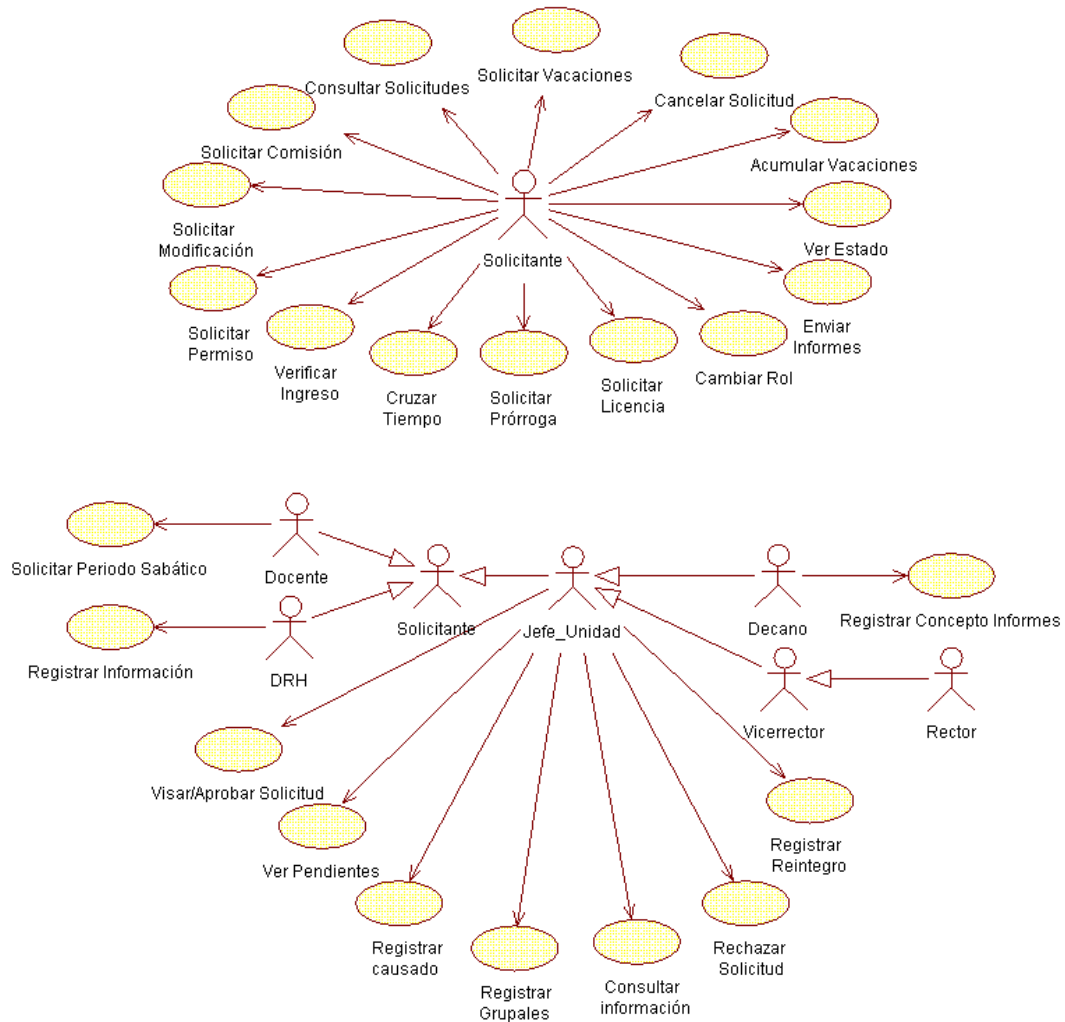 Solicitar Vacaciones
Consultar Solicitudes
Cancelar Solicitud
Solicitar Comisión
Acumular Vacaciones
Solicitar
Modificación
Solicitante
Ver Estado
Solicitar
Permiso
Verificar
Ingreso
Cruzar
Tiempo
Solicitar
Prórroga
Solicitar
Licencia
Cambiar Rol
Enviar
Informes
Solicitar Periodo Sabático
Docente
Solicitante
Jefe_Unidad
Decano
Registrar Concepto Informes
Registrar Información
DRH
Vicerrector
Rector
Visar/Aprobar Solicitud
Ver Pendientes
Registrar
causado
Registrar
Grupales
Consultar
información
Rechazar
Solicitud
Registrar
Reintegro